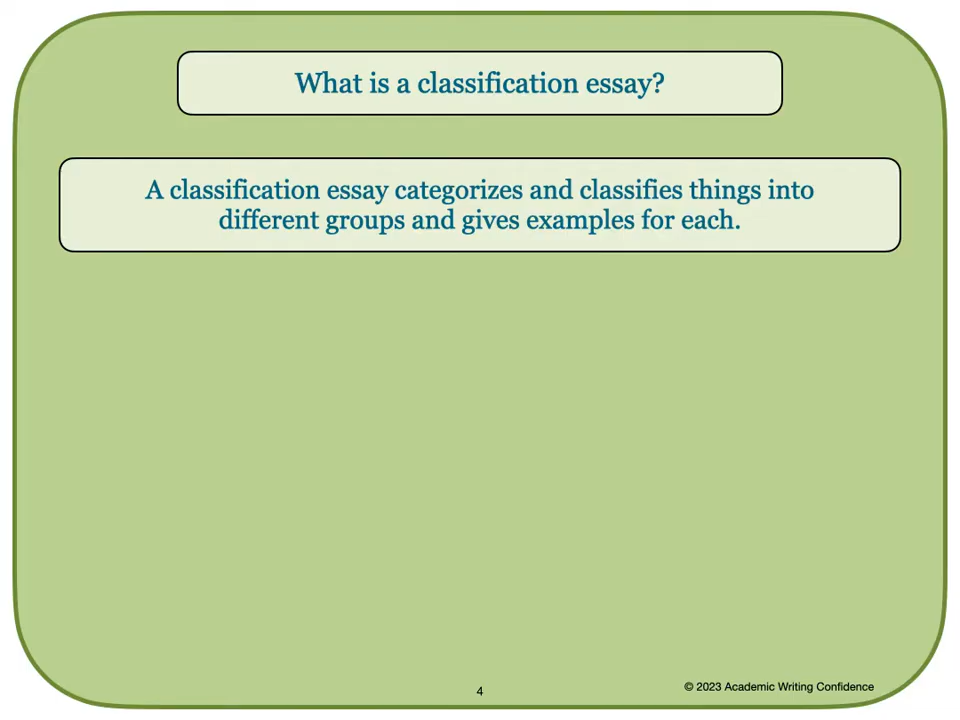 What is a classification essay?
A classification essay categorizes and classifies things into
different groups and gives examples for each.
4
© 2023 Academic Writing Confidence